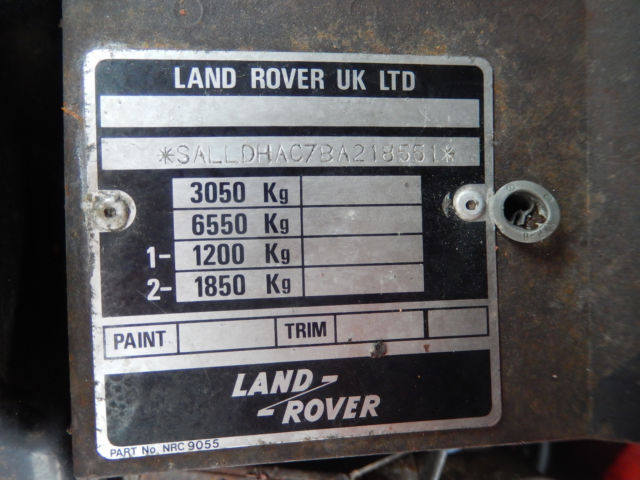 LAND ROVER UK LTD
*SALLDHAC7BA218551*
3050 Kg
6550 Kg
1- 1200 Kg
2- 1850 Kg
PAINT TRIM
LAND
ROVER
PART No. NRC 9055